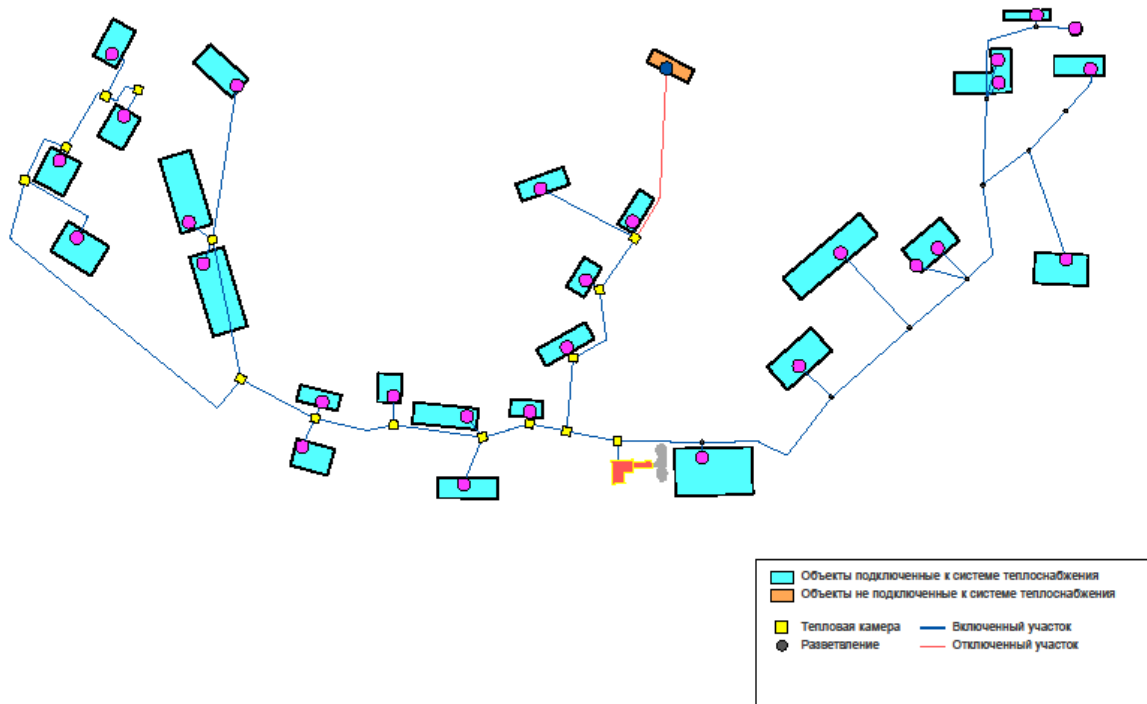 Объекты подключенные к системе теплоснабжения
Объекты не подключенные к системе теплоснабжения
Тепловая камера
Включенный участок
Разветвление
Отключенный участок